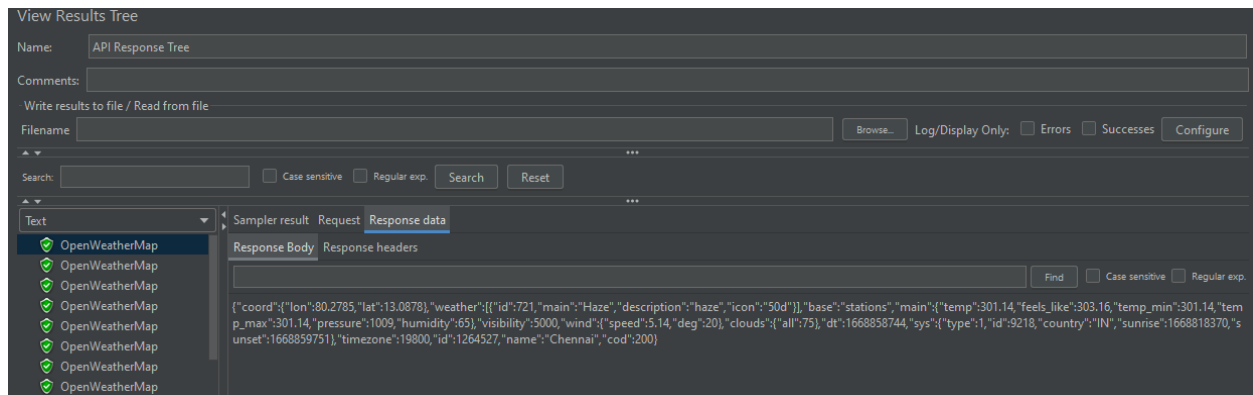 View Results Tree
Name: API Response Tree
Comments:
Write results to file / Read from file
Filename Browse... Log/Display Only: Errors Successes Configure
Search: Case sensitive Regular exp. Search Reset
Text
Sampler result Request Response data
OpenWeatherMap
Response Body Response headers
OpenWeatherMap
OpenWeatherMap
Find Case sensitive Regular exp.
OpenWeatherMap
{"coord":{"lon":80.2785,"lat":13.0878},"weather":[{"id":721,"main":"Haze","description":"haze","icon":"50d"}],"base":"stations","main":{"temp":301.14,"feels_like":303.16,"temp_min":301.14,"tem
p_max":301.14,"pressure":1009,"humidity":65},"visibility":5000,"wind":{"speed":5.14,"deg":20},"clouds":{"all":75},"dt":1668858744,"sys":{"type":1,"id":9218,"country":"IN","sunrise":1668818370,"s
unset":1668859751},"timezone":19800,"id":1264527,"name":"Chennai","cod":200}
OpenWeatherMap
OpenWeatherMap
OpenWeatherMap
OpenWeatherMap